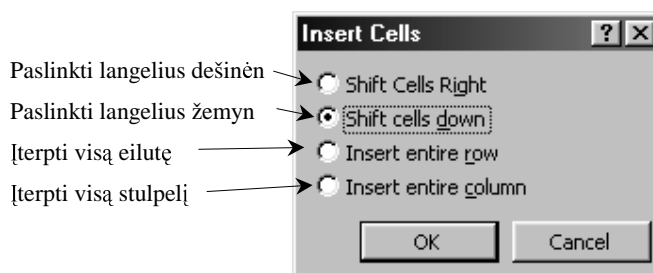 Insert Cells
Paslinkti langelius dešinėn
Shift Cells Right
Paslinkti langelius žemyn
Shift cells down
Įterpti visą eilutę
Insert entire row
Įterpti visą stulpelį
Insert entire column
OK
Cancel